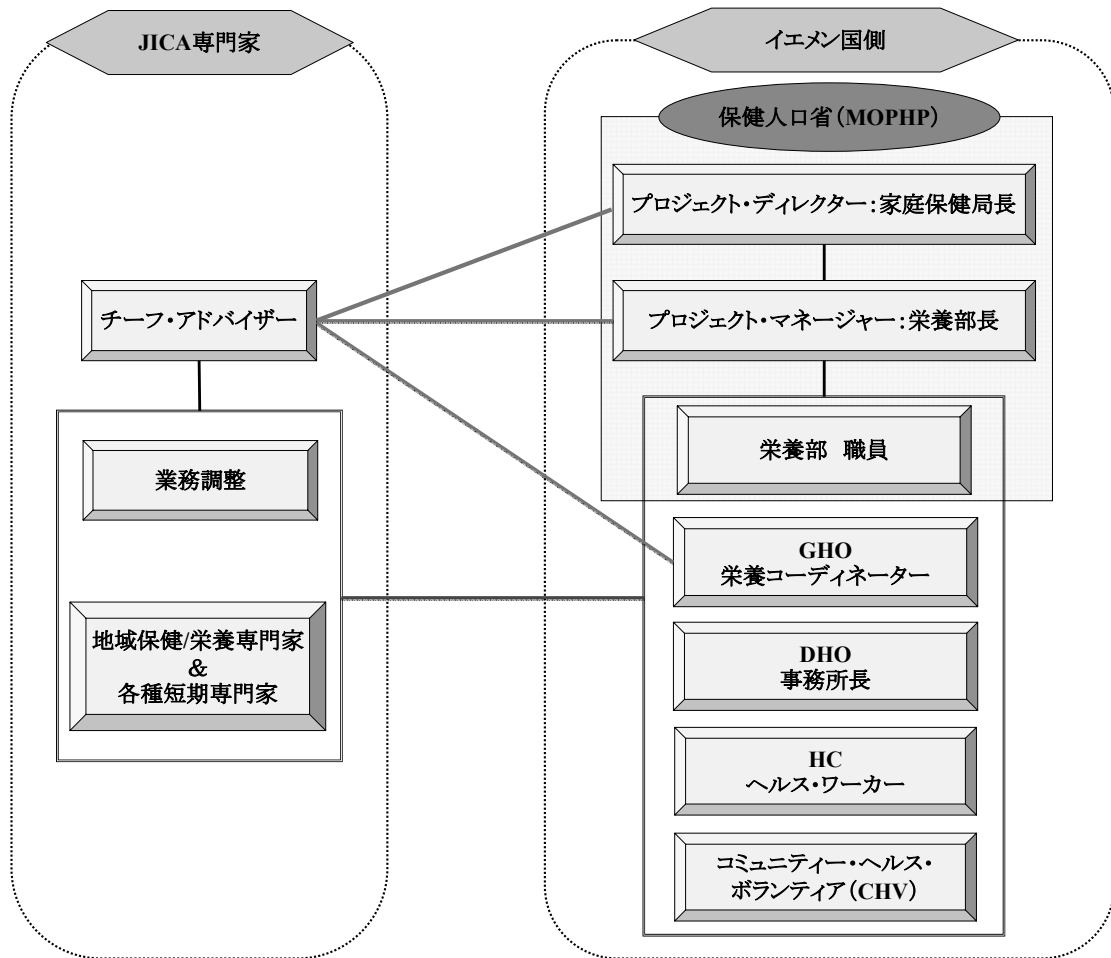 JICA専門家
チーフ・アドバイザー
業務調整
地域保健/栄養専門家
&
各種短期専門家
イエメン国側
保健人口省（MOPHP）
プロジェクト・ディレクター：家庭保健局長
プロジェクト・マネージャー：栄養部長
栄養部　職員
GHO
栄養コーディネーター
DHO
事務所長
HC
ヘルス・ワーカー
コミュニティー・ヘルス・
ボランティア（CHV）